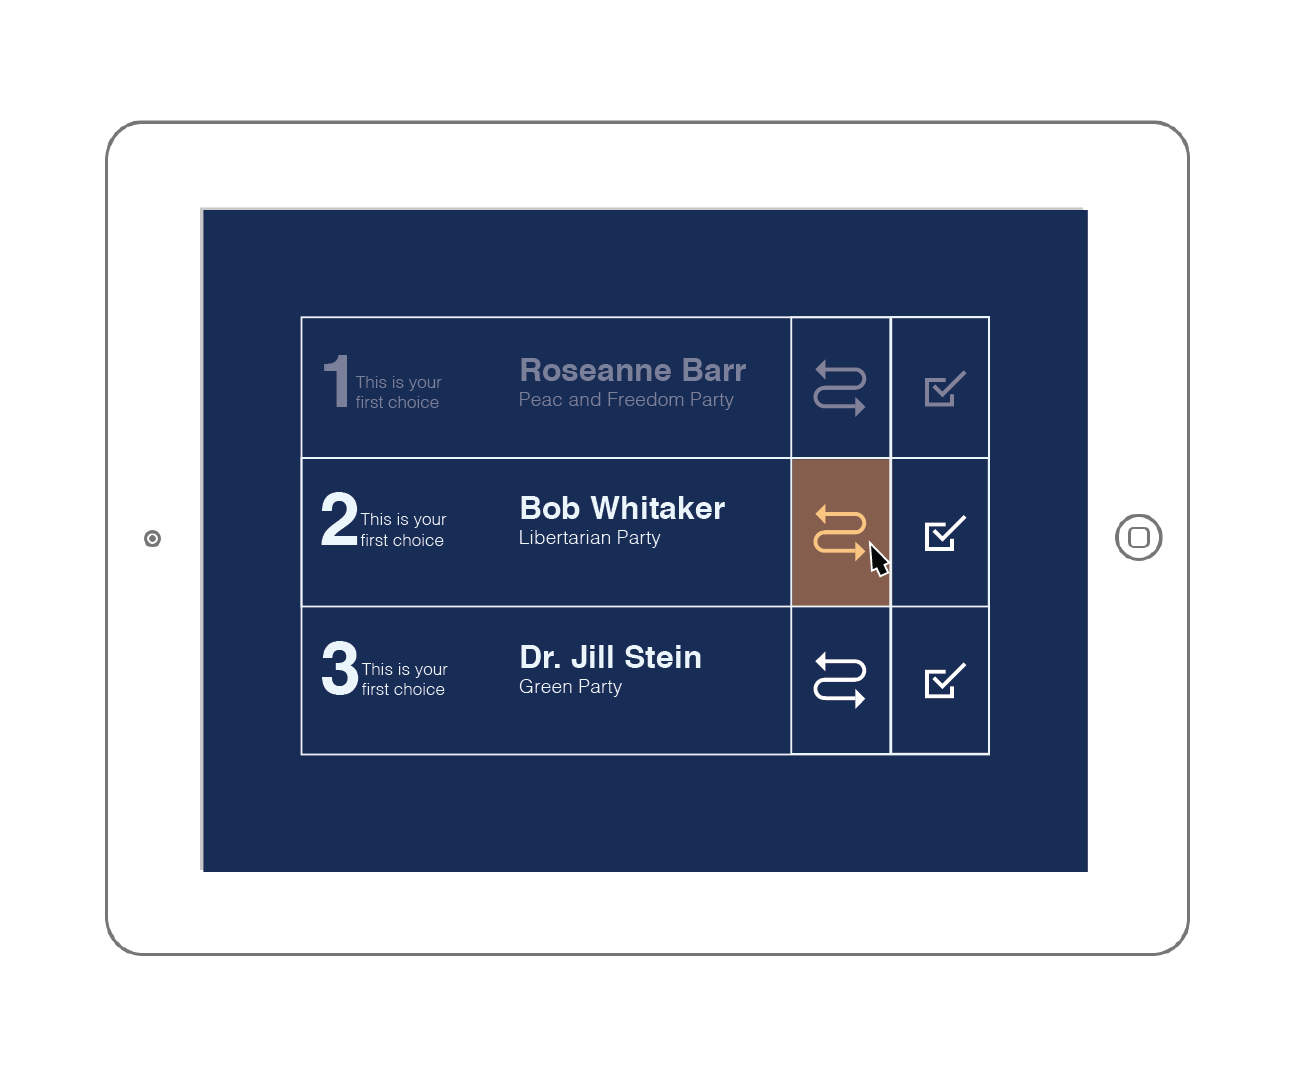 1 This is your
first choice
Roseanne Barr
Peac and Freedom Party
2 This is your
first choice
Bob Whitaker
Libertarian Party
3 This is your
first choice
Dr. Jill Stein
Green Party